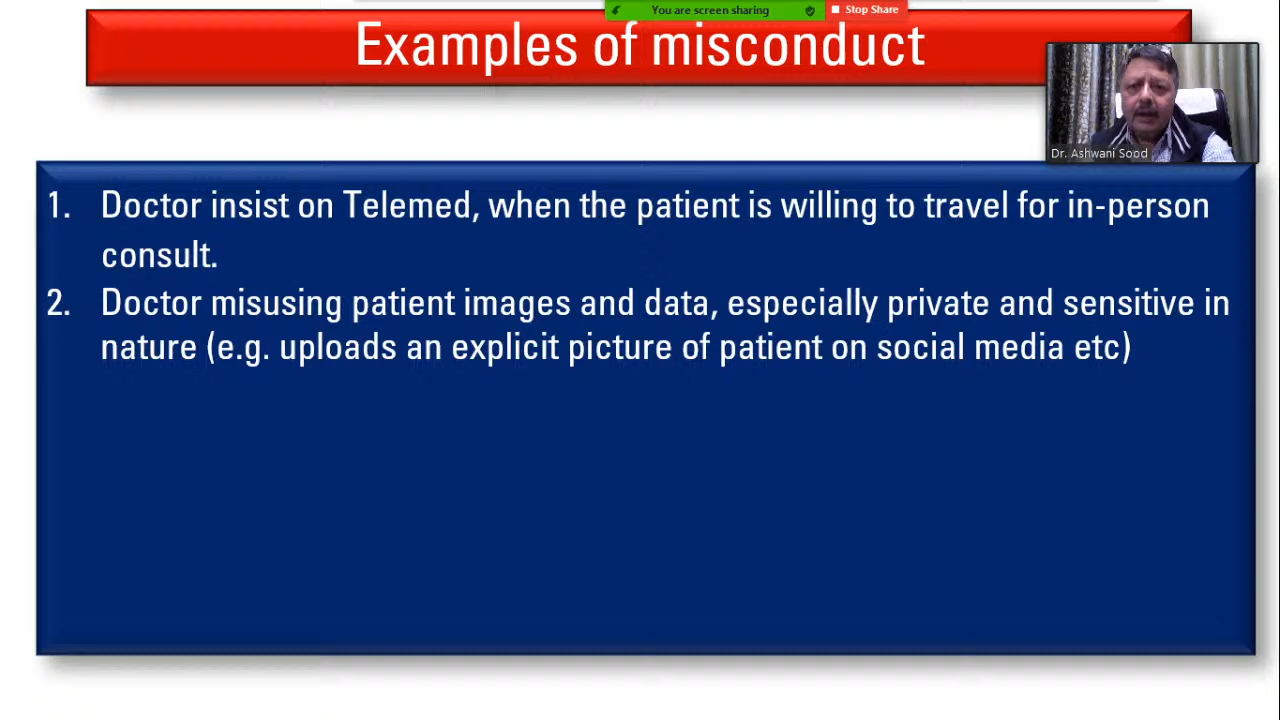 You are screen sharing
Stop Share
Examples of misconduct
Dr. Ashwani Sood
1. Doctor insist on Telemed, when the patient is willing to travel for in-person
consult.
2. Doctor misusing patient images and data, especially private and sensitive in
nature (e.g. uploads an explicit picture of patient on social media etc)